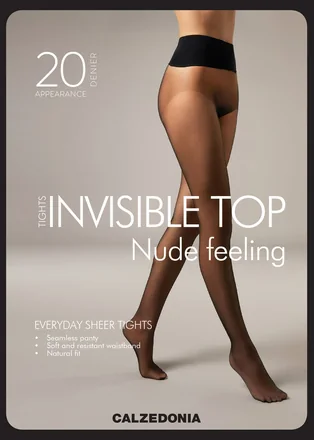 20
DENIER
APPEARANCE
TIGHTS
INVISIBLE TOP
Nude feeling
EVERYDAY SHEER TIGHTS
• Seamless panty
• Soft and resistant waistband
• Natural fit
CALZEDONIA